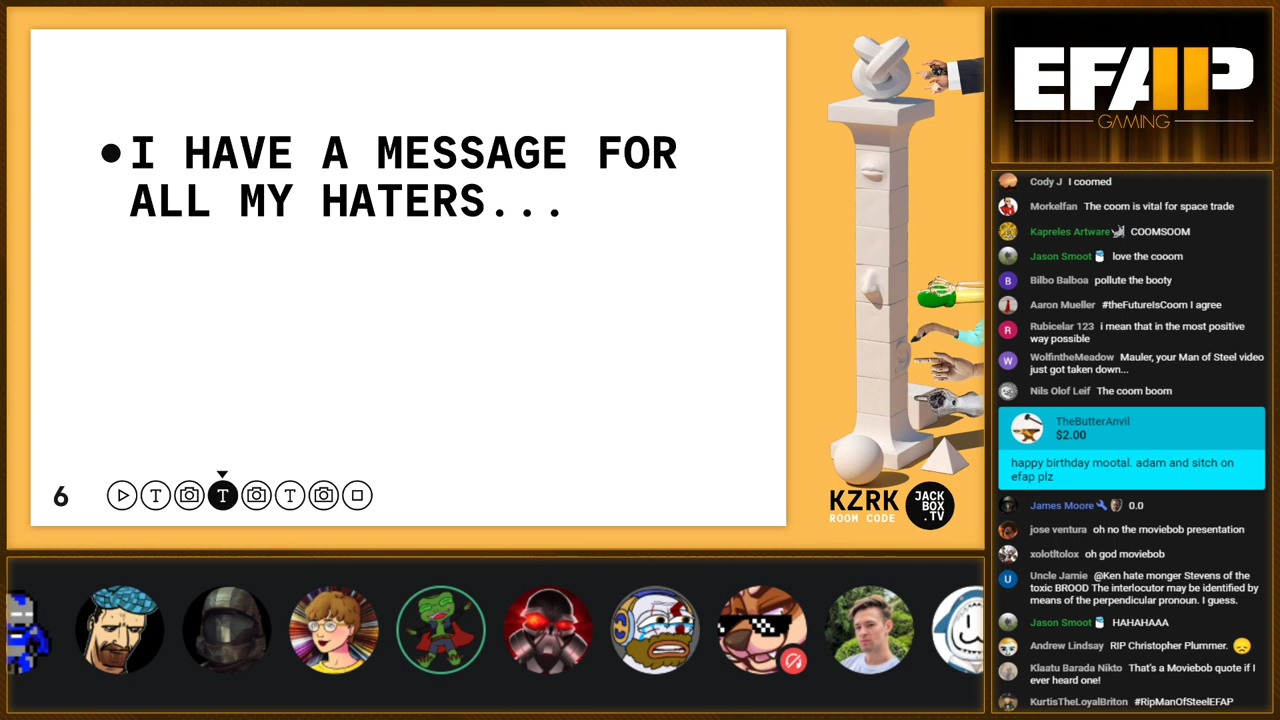 •I HAVE A MESSAGE FOR
ALL MY HATERS...
6
T
T
T
KZRK
ROOM CODE
JACK
BOX
.TV
EFAP
GAMING
Cody J I coomed
Morkelfan The coom is vital for space trade
Kapreles Artware COOMSOOM
Jason Smoot love the cooom
B
Bilbo Balboa pollute the booty
Aaron Mueller #theFutureIsCoom I agree
R
Rubicelar 123 i mean that in the most positive
way possible
W
WolfintheMeadow Mauler, your Man of Steel video
just got taken down...
Nils Olof Leif The coom boom
TheButterAnvil
$2.00
happy birthday mootal. adam and sitch on
efap plz
James Moore 0.0
jose ventura oh no the moviebob presentation
xolotltolox oh god moviebob
U
Uncle Jamie @Ken hate monger Stevens of the
toxic BROOD The interlocutor may be identified by
means of the perpendicular pronoun. I guess.
Jason Smoot HAHAHAAA
Andrew Lindsay RIP Christopher Plummer.
Klaatu Barada Nikto That's a Moviebob quote if I
ever heard one!
KurtisTheLoyalBriton #RipManOfSteelEFAP